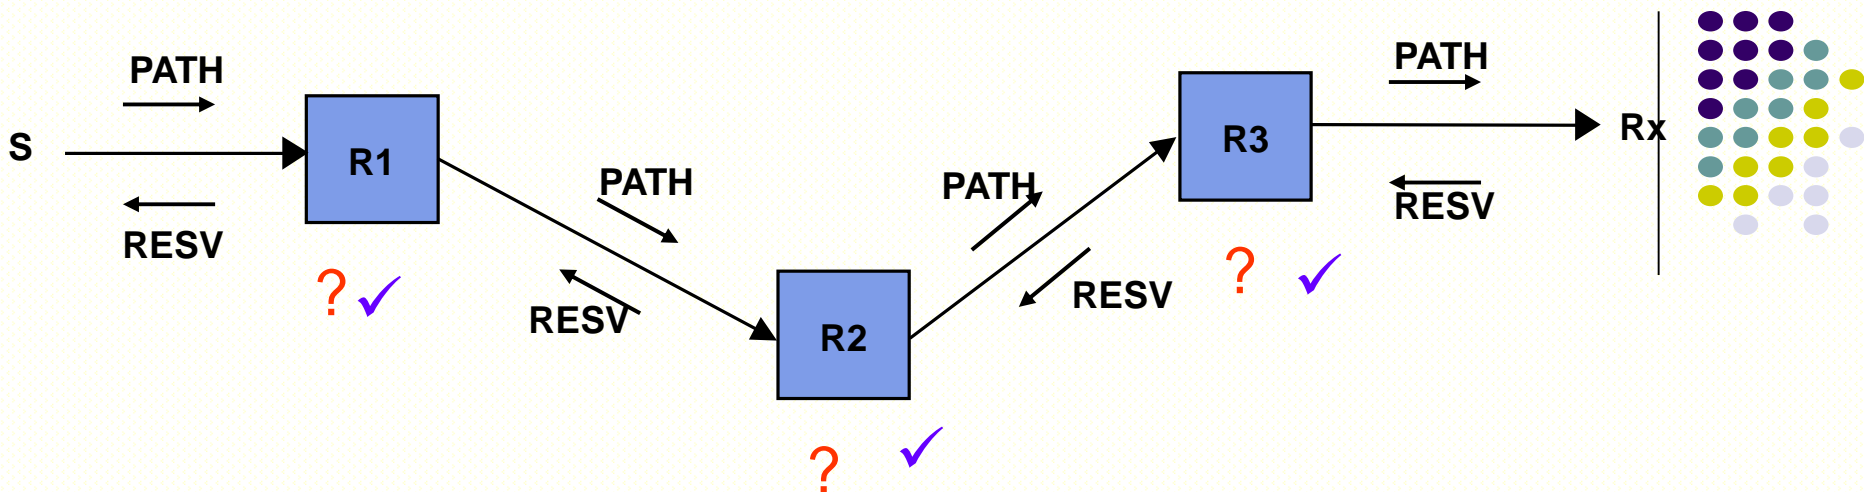 PATH
S
R1
RESV
?
PATH
RESV
R2
?
PATH
RESV
R3
?
PATH
Rx
RESV